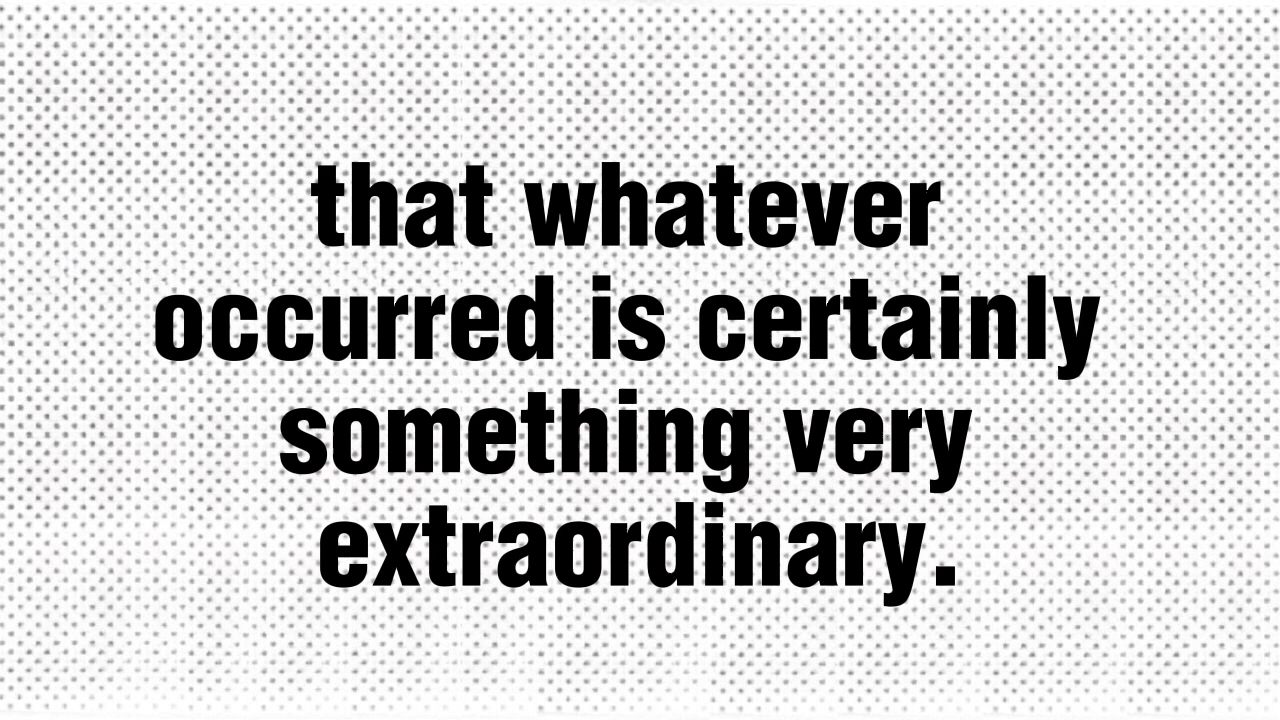 that whatever
occurred is certainly
something very
extraordinary.